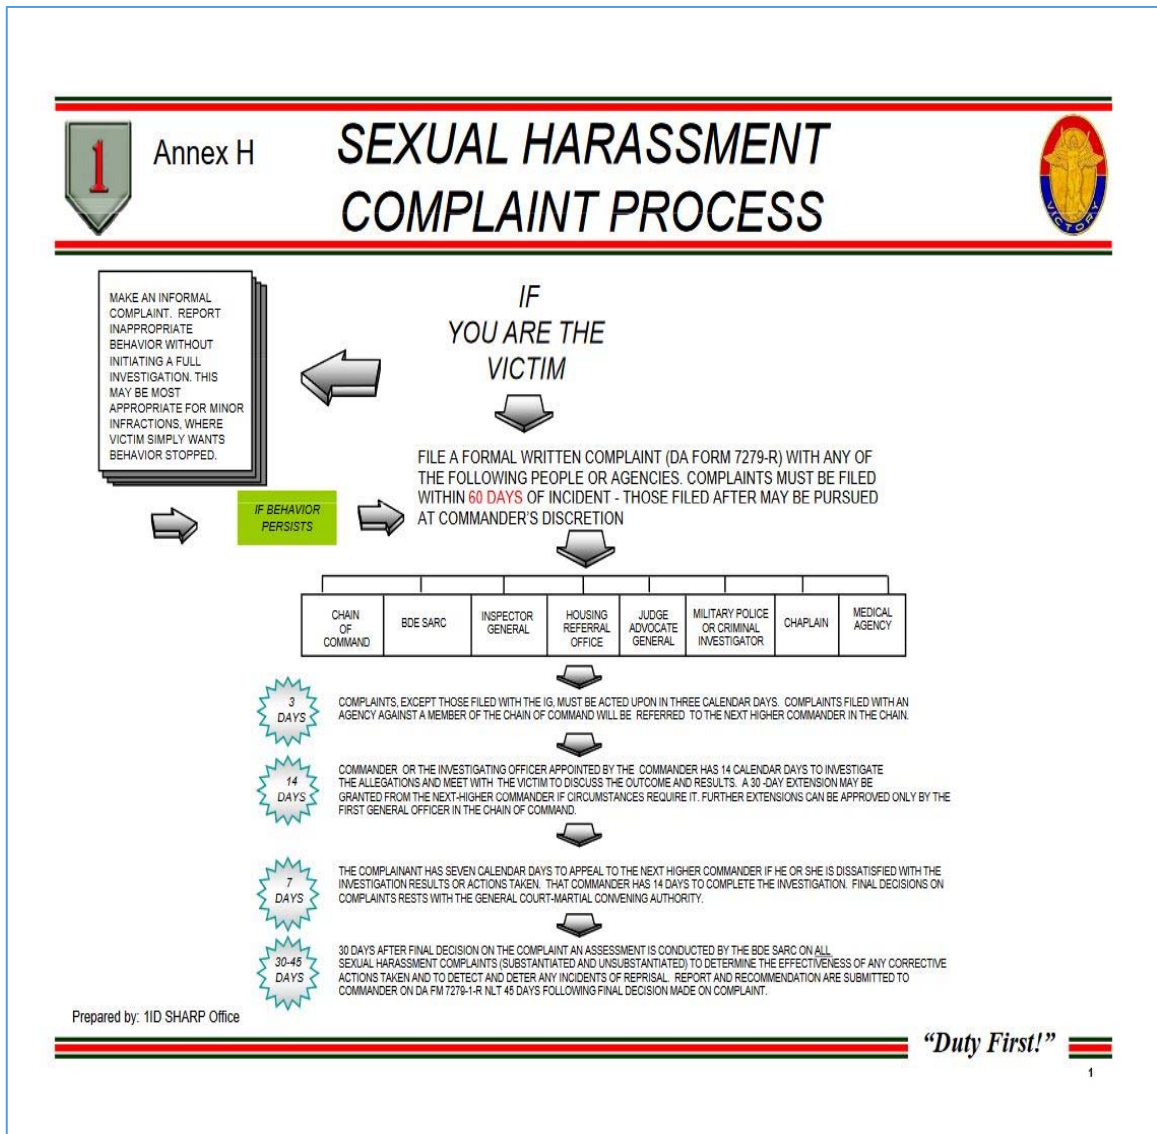 1
Annex H
SEXUAL HARASSMENT
COMPLAINT PROCESS
VICTORY
MAKE AN INFORMAL
COMPLAINT. REPORT
INAPPROPRIATE
BEHAVIOR WITHOUT
INITIATING A FULL
INVESTIGATION. THIS
MAY BE MOST
APPROPRIATE FOR MINOR
INFRACTIONS, WHERE
VICTIM SIMPLY WANTS
BEHAVIOR STOPPED.
IF
YOU ARE THE
VICTIM
IF BEHAVIOR
PERSISTS
FILE A FORMAL WRITTEN COMPLAINT (DA FORM 7279-R) WITH ANY OF
THE FOLLOWING PEOPLE OR AGENCIES. COMPLAINTS MUST BE FILED
WITHIN 60 DAYS OF INCIDENT - THOSE FILED AFTER MAY BE PURSUED
AT COMMANDER'S DISCRETION
CHAIN
OF
COMMAND
BDE SARC
INSPECTOR
GENERAL
HOUSING
REFERRAL
OFFICE
JUDGE
ADVOCATE
GENERAL
MILITARY POLICE
OR CRIMINAL
INVESTIGATOR
CHAPLAIN
MEDICAL
AGENCY
3
DAYS
COMPLAINTS, EXCEPT THOSE FILED WITH THE IG, MUST BE ACTED UPON IN THREE CALENDAR DAYS. COMPLAINTS FILED WITH AN
AGENCY AGAINST A MEMBER OF THE CHAIN OF COMMAND WILL BE REFERRED TO THE NEXT HIGHER COMMANDER IN THE CHAIN.
14
DAYS
COMMANDER OR THE INVESTIGATING OFFICER APPOINTED BY THE COMMANDER HAS 14 CALENDAR DAYS TO INVESTIGATE
THE ALLEGATIONS AND MEET WITH THE VICTIM TO DISCUSS THE OUTCOME AND RESULTS. A 30 -DAY EXTENSION MAY BE
GRANTED FROM THE NEXT-HIGHER COMMANDER IF CIRCUMSTANCES REQUIRE IT. FURTHER EXTENSIONS CAN BE APPROVED ONLY BY THE
FIRST GENERAL OFFICER IN THE CHAIN OF COMMAND.
7
DAYS
THE COMPLAINANT HAS SEVEN CALENDAR DAYS TO APPEAL TO THE NEXT HIGHER COMMANDER IF HE OR SHE IS DISSATISFIED WITH THE
INVESTIGATION RESULTS OR ACTIONS TAKEN. THAT COMMANDER HAS 14 DAYS TO COMPLETE THE INVESTIGATION. FINAL DECISIONS ON
COMPLAINTS RESTS WITH THE GENERAL COURT-MARTIAL CONVENING AUTHORITY.
30-45
DAYS
30 DAYS AFTER FINAL DECISION ON THE COMPLAINT AN ASSESSMENT IS CONDUCTED BY THE BDE SARC ON ALL
SEXUAL HARASSMENT COMPLAINTS (SUBSTANTIATED AND UNSUBSTANTIATED) TO DETERMINE THE EFFECTIVENESS OF ANY CORRECTIVE
ACTIONS TAKEN AND TO DETECT AND DETER ANY INCIDENTS OF REPRISAL. REPORT AND RECOMMENDATION ARE SUBMITTED TO
COMMANDER ON DA FM 7279-1-R NLT 45 DAYS FOLLOWING FINAL DECISION MADE ON COMPLAINT.
Prepared by: 1ID SHARP Office
“Duty First!”
1